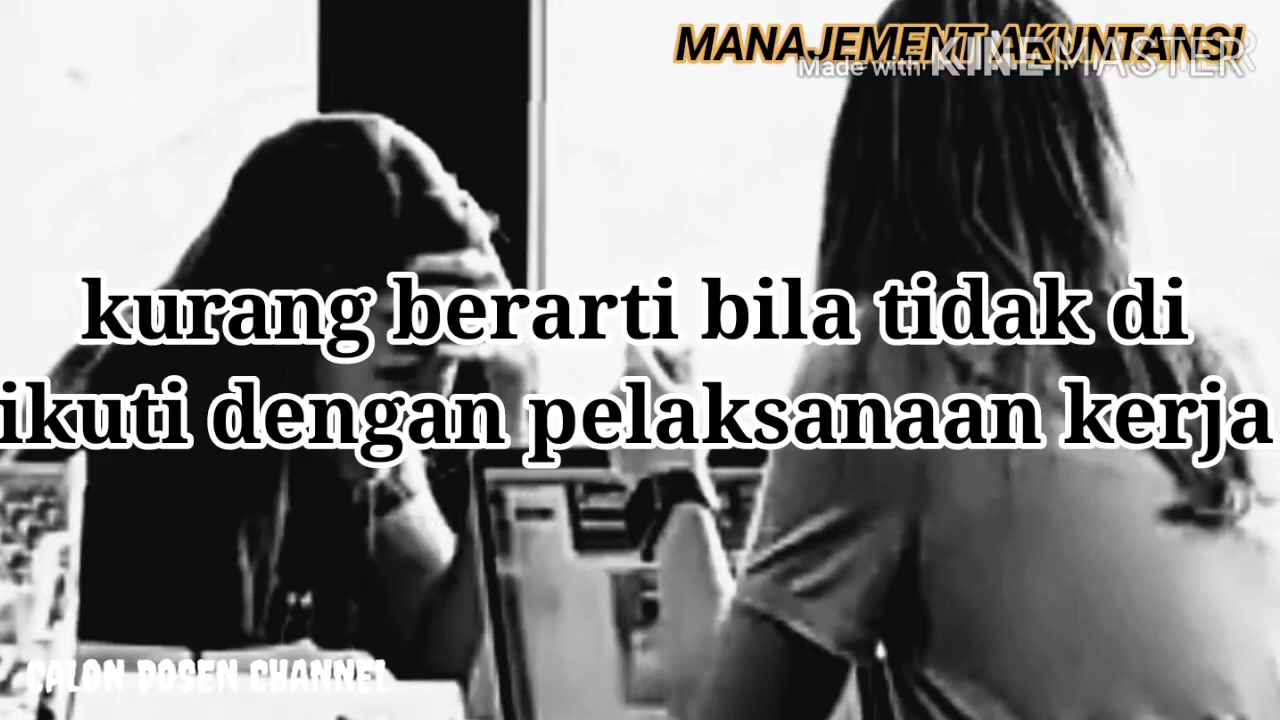 MANAJEMENT AKUNTANSI
Made with KINEMASTER
kurang berarti bila tidak di
ikuti dengan pelaksanaan kerja
CALON DOSEN CHANNEL